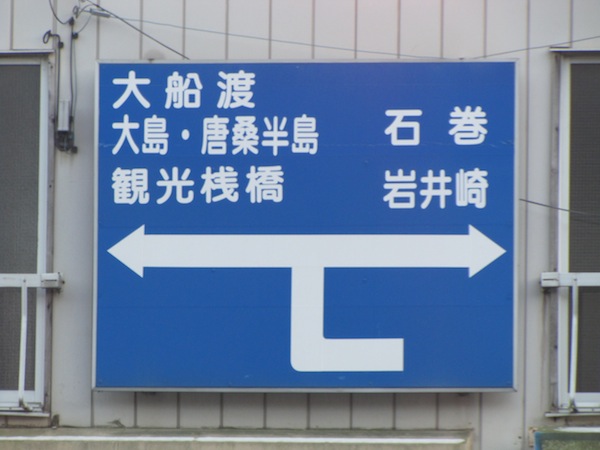 大船渡
大島・唐桑半島
観光桟橋
石巻
岩井崎